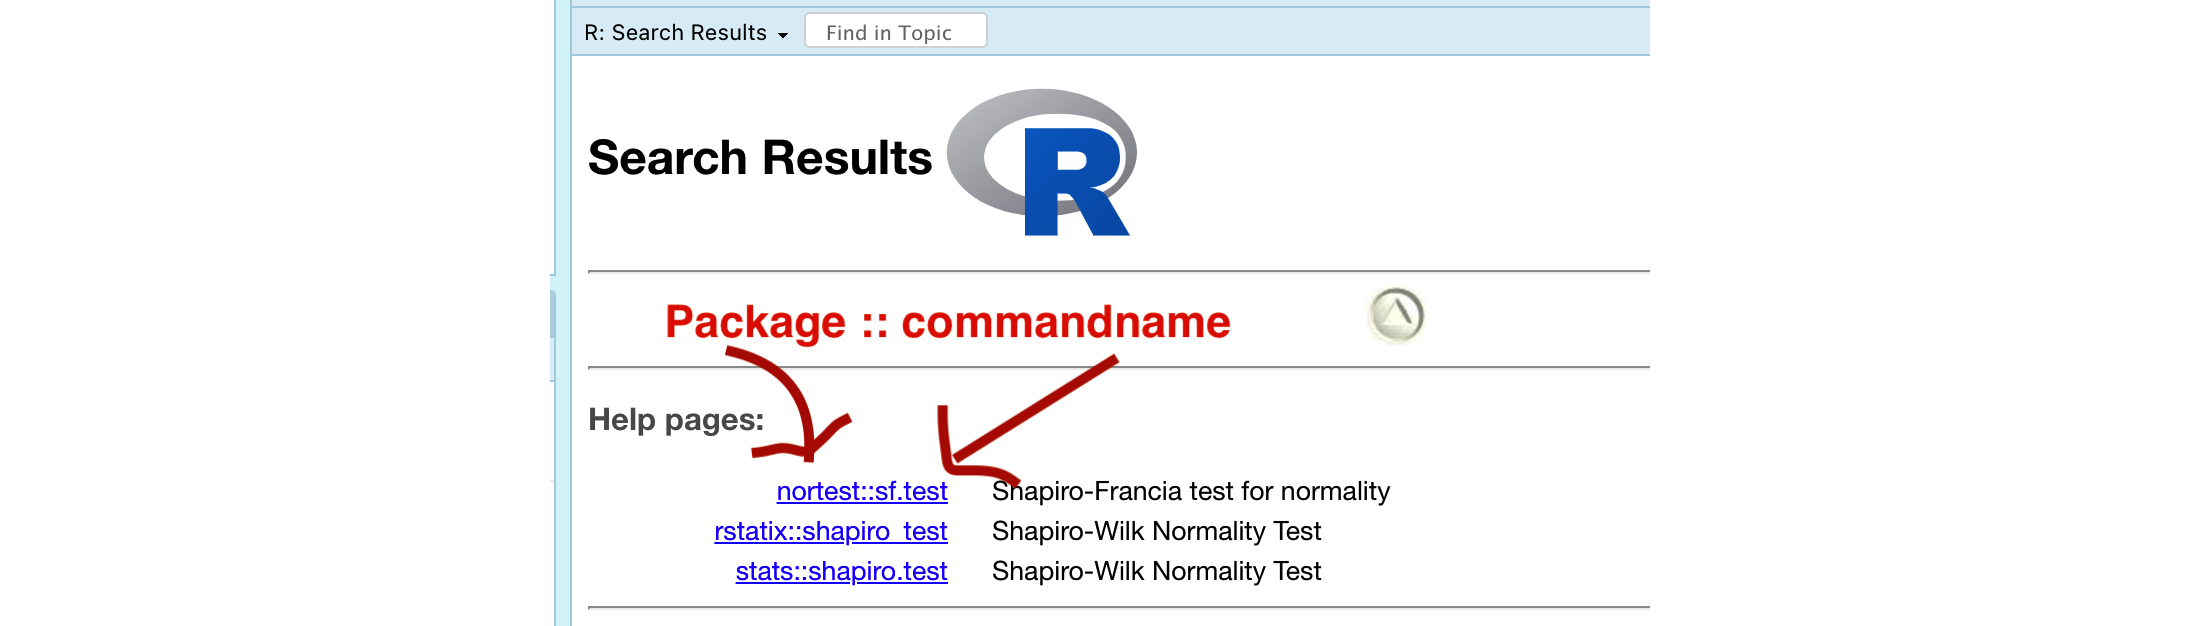 R: Search Results Find in Topic
Search Results R
Package :: commandname
Help pages:
nortest::sf.test Shapiro-Francia test for normality
rstatix::shapiro_test Shapiro-Wilk Normality Test
stats::shapiro.test Shapiro-Wilk Normality Test